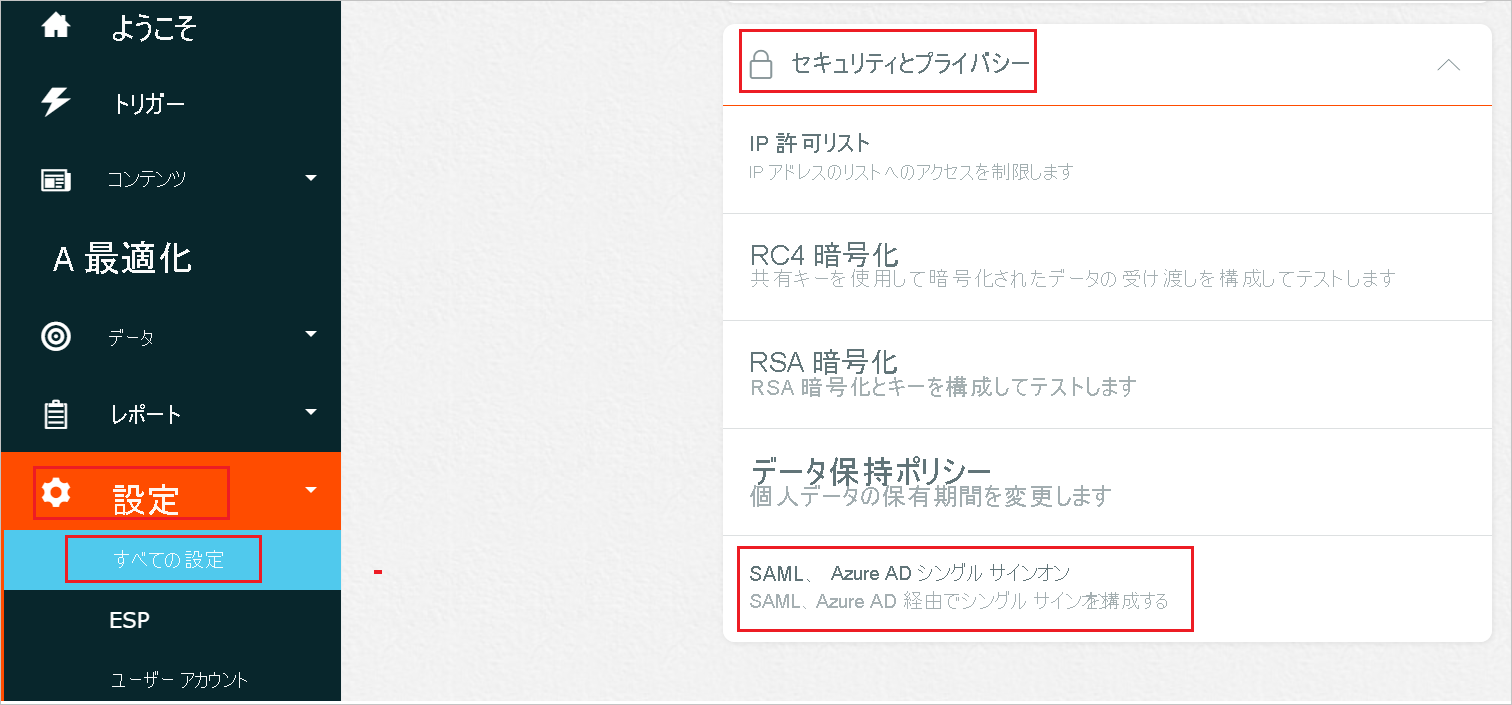 ようこそ
トリガー
コンテンツ
A 最適化
データ
レポート
設定
すべての設定
ESP
ユーザー アカウント
セキュリティとプライバシー
IP 許可リスト
IP アドレスのリストへのアクセスを制限します
RC4 暗号化
共有キーを使用して暗号化されたデータの受け渡しを構成してテストします
RSA 暗号化
RSA 暗号化とキーを構成してテストします
データ保持ポリシー
個人データの保有期間を変更します
SAML、 Azure AD シングル サインオン
SAML、Azure AD 経由でシングル サインオンを構成する